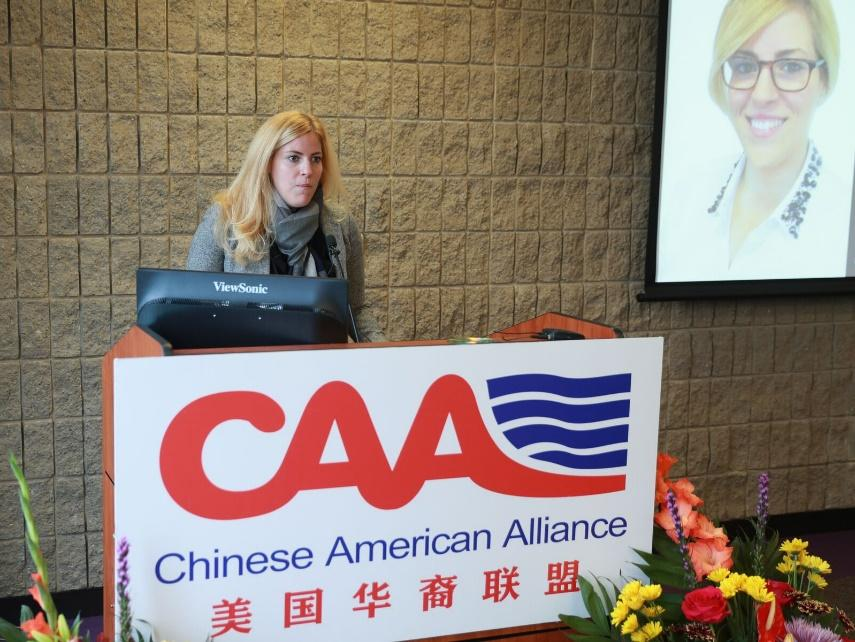 ViewSonic
CAA
Chinese American Alliance
美国华裔联盟